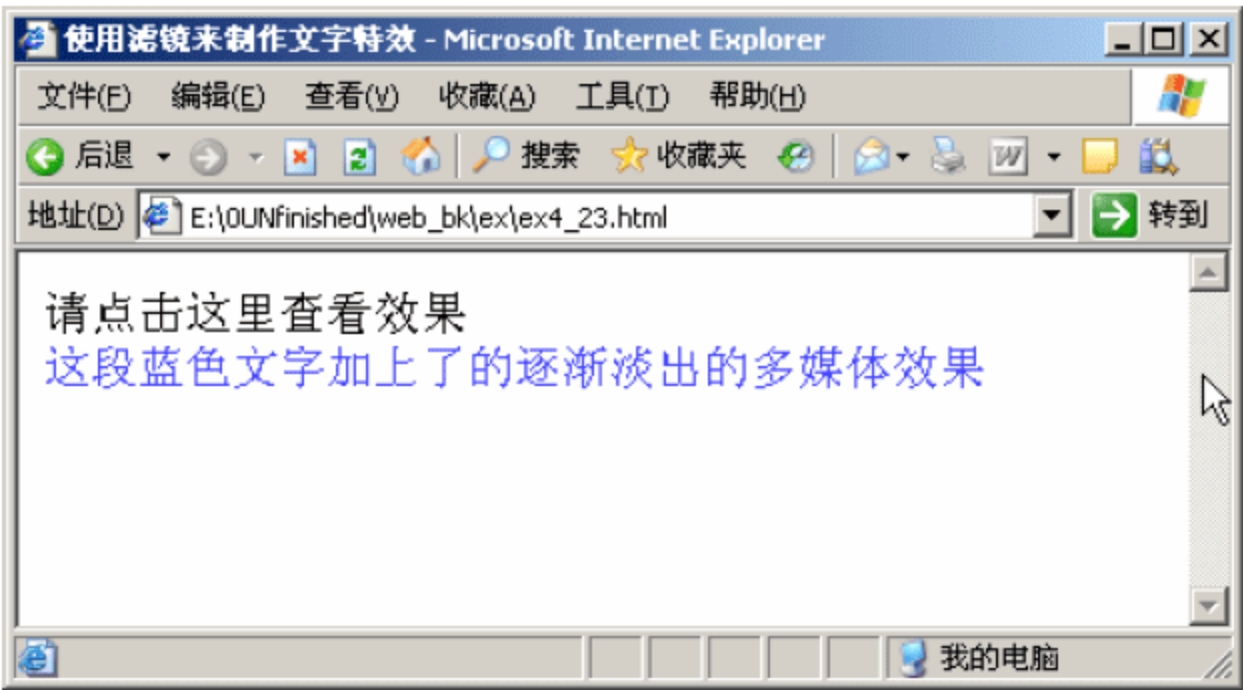 使用滤镜来制作文字特效 - Microsoft Internet Explorer
文件(F) 编辑(E) 查看(V) 收藏(A) 工具(T) 帮助(H)
后退 搜索 收藏夹 W
地址(D) E:\0UNfinished\web_bk\ex\ex4_23.html 转到
请点击这里查看效果
这段蓝色文字加上了的逐渐淡出的多媒体效果
我的电脑